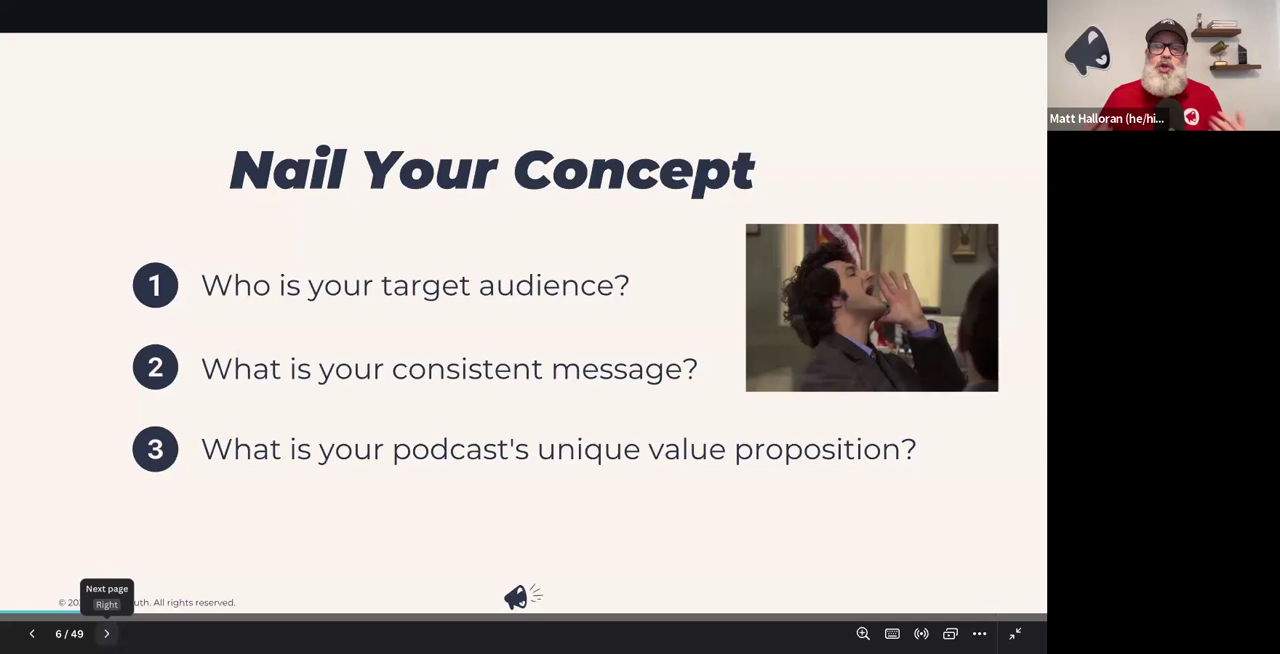 Nail Your Concept
1 Who is your target audience?
2 What is your consistent message?
3 What is your podcast's unique value proposition?
Matt Halloran (he/hi...
Next page
Right
© 20 uth. All rights reserved.
6 / 49